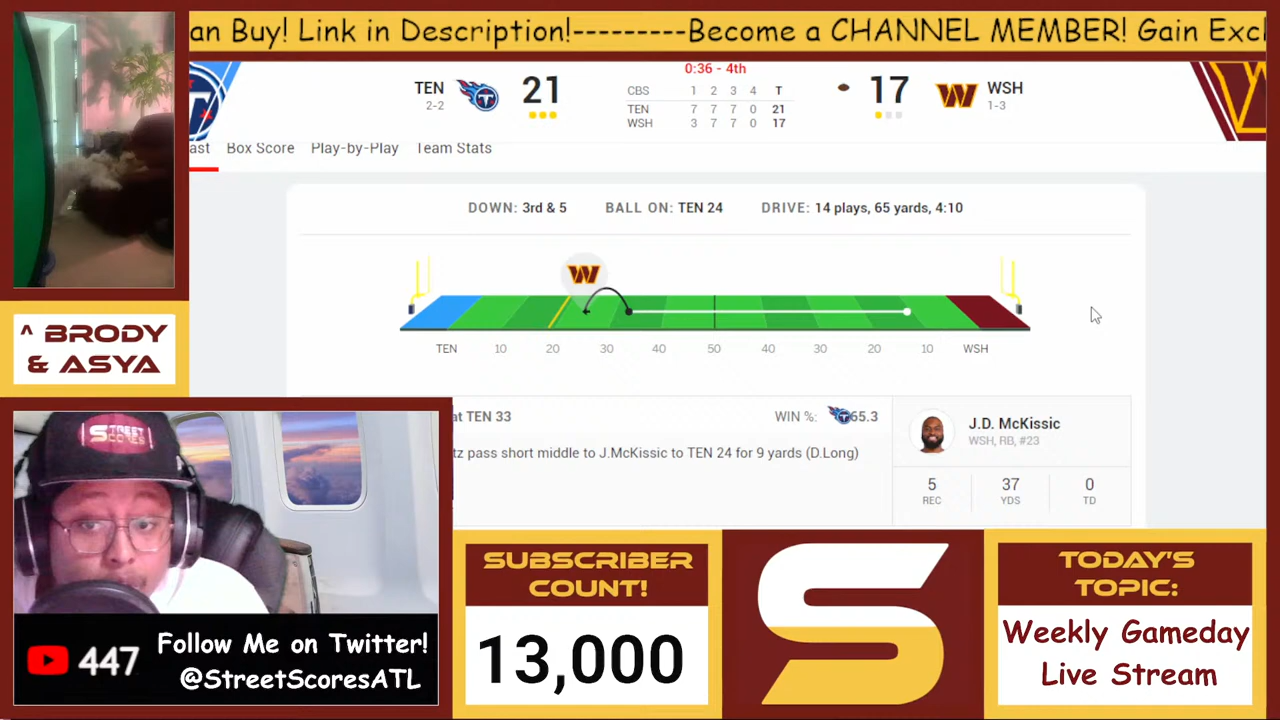 an Buy! Link in Description!---------Become a CHANNEL MEMBER! Gain Excl
TEN
2-2
21
0:36 - 4th
CBS 1 2 3 4 T
TEN 7 7 7 0 21
WSH 3 7 7 0 17
17
WSH
1-3
ast Box Score Play-by-Play Team Stats
DOWN: 3rd & 5 BALL ON: TEN 24 DRIVE: 14 plays, 65 yards, 4:10
TEN 10 20 30 40 50 40 30 20 10 WSH
at TEN 33 WIN %: 65.3
tz pass short middle to J.McKissic to TEN 24 for 9 yards (D.Long)
J.D. McKissic
WSH, RB, #23
5 37 0
REC YDS TD
^ BRODY
& ASYA
STREET
SCORES
447
Follow Me on Twitter!
@StreetScoresATL
SUBSCRIBER
COUNT!
13,000
S
TODAY'S
TOPIC:
Weekly Gameday
Live Stream